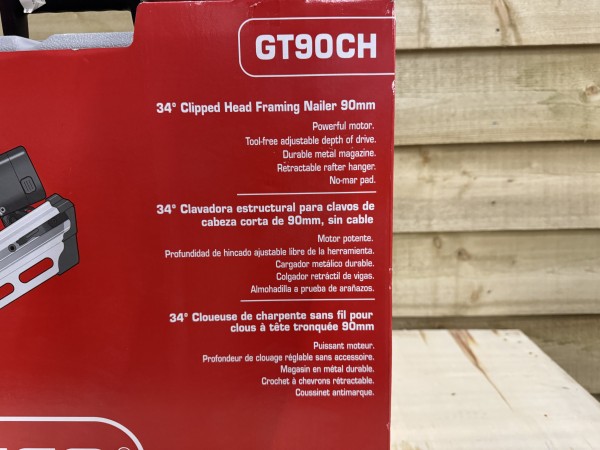 GT90CH
34° Clipped Head Framing Nailer 90mm
Powerful motor.
Tool-free adjustable depth of drive.
Durable metal magazine.
Retractable rafter hanger.
No-mar pad.
34° Clavadora estructural para clavos de
cabeza corta de 90mm, sin cable
Motor potente.
Profundidad de hincado ajustable libre de la herramienta.
Cargador metálico durable.
Colgador retráctil de vigas.
Almohadilla a prueba de arañazos.
34° Cloueuse de charpente sans fil pour
clous à tête tronquée 90mm
Puissant moteur.
Profondeur de clouage réglable sans accessoire.
Magasin en métal durable.
Crochet à chevrons rétractable.
Coussinet antimarque.